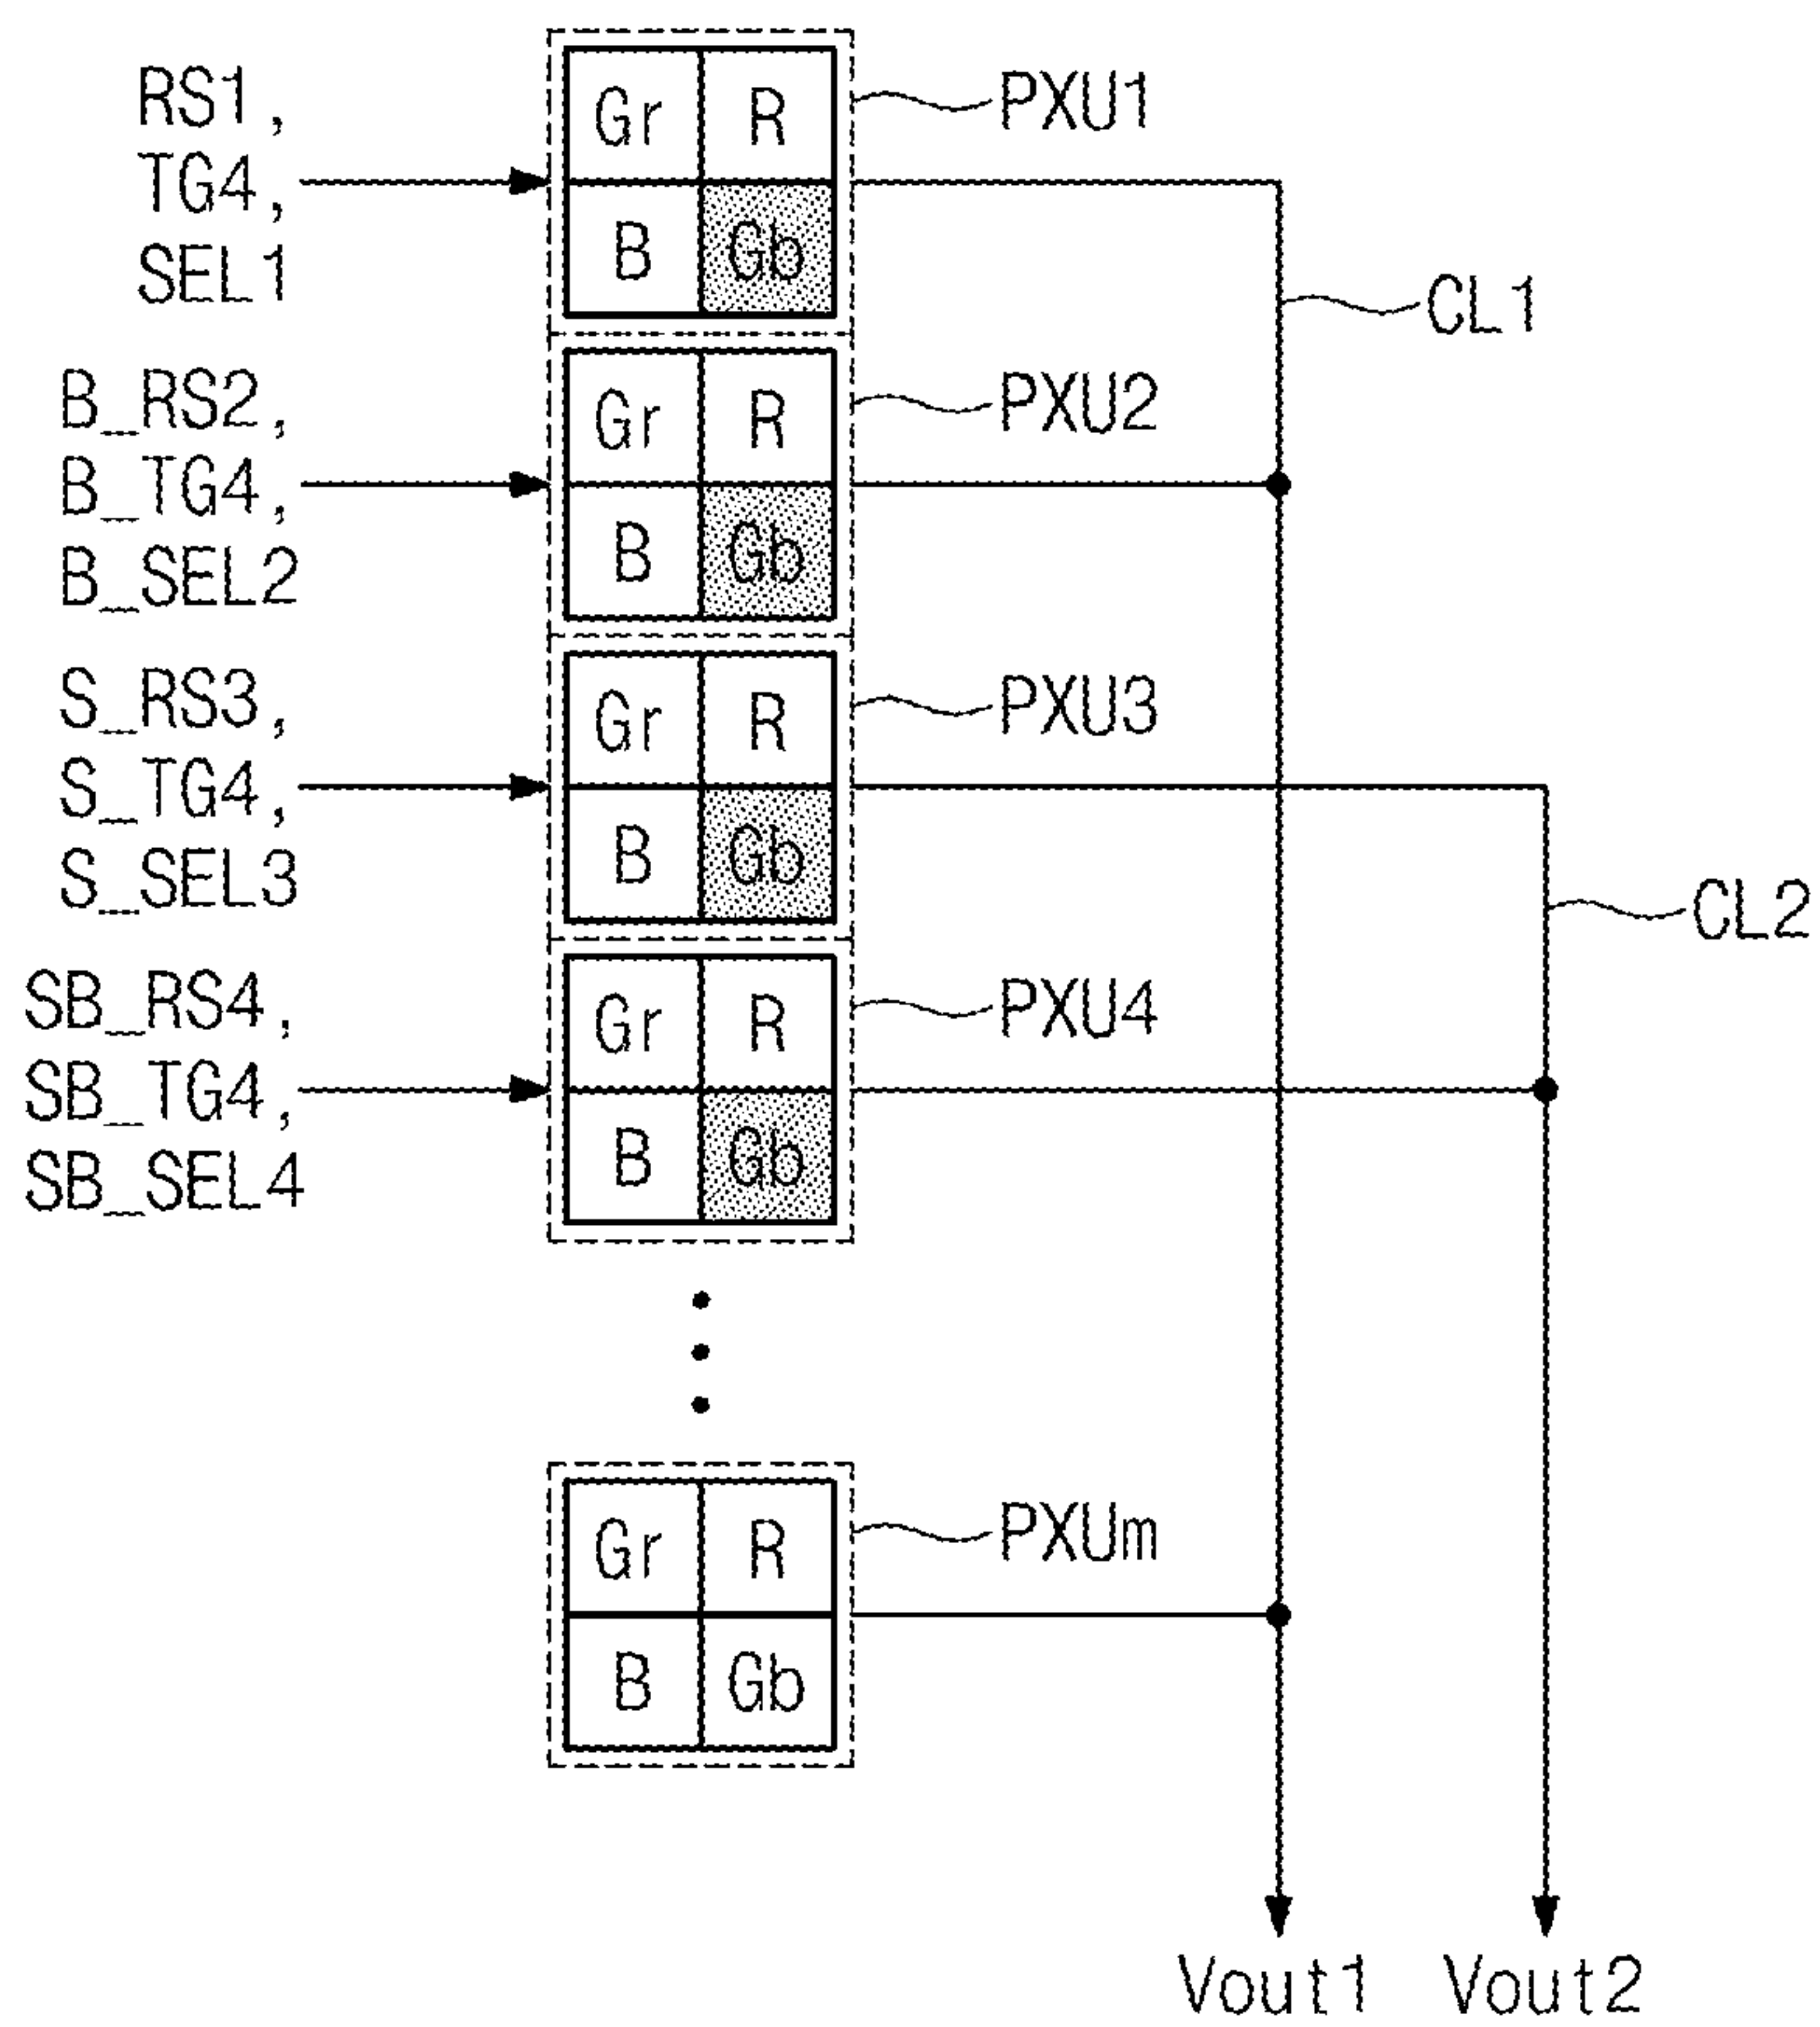 RS1,
TG4,
SEL1
Gr R
B Gb
PXU1
CL1
B_RS2,
B_TG4,
B_SEL2
Gr R
B Gb
PXU2
S_RS3,
S_TG4,
S_SEL3
Gr R
B Gb
PXU3
CL2
SB_RS4,
SB_TG4,
SB_SEL4
Gr R
B Gb
PXU4
Gr R
B Gb
PXUm
Vout1 Vout2